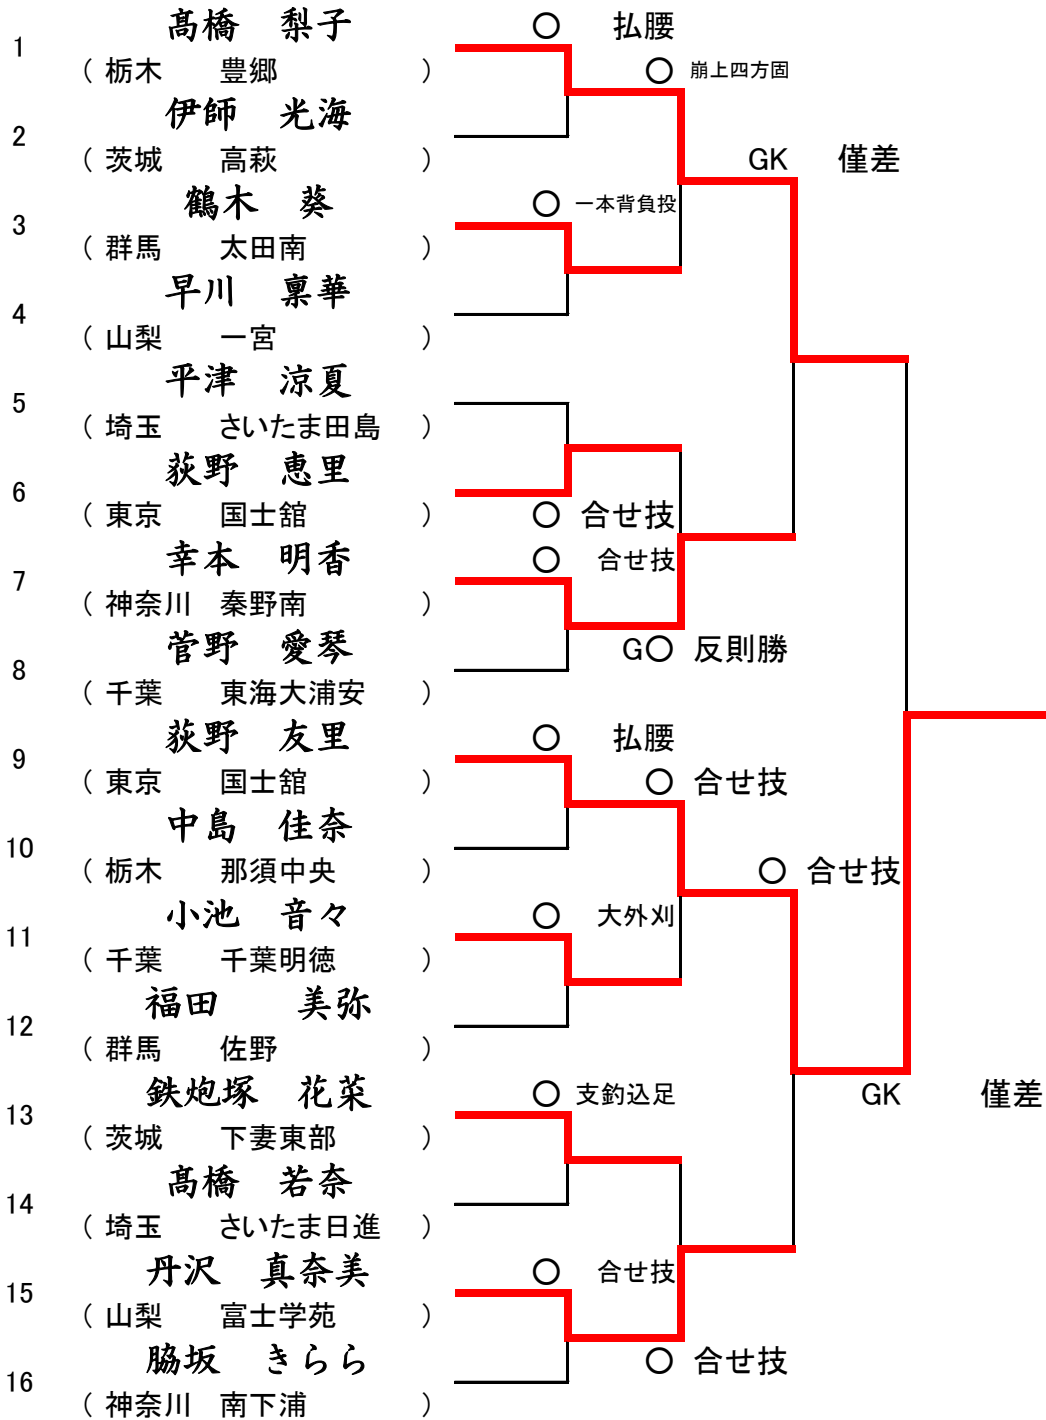 髙橋　梨子
1
（ 栃木　豊郷 ）
○ 払腰
○ 崩上四方固
伊師　光海
2
（ 茨城　高萩 ）
GK 僅差
鶴木　葵
3
（ 群馬　太田南 ）
○ 一本背負投
早川　稟華
4
（ 山梨　一宮 ）
平津　涼夏
5
（ 埼玉　さいたま田島 ）
荻野　恵里
6
（ 東京　国士舘 ）
○ 合せ技
幸本　明香
7
（ 神奈川　秦野南 ）
○ 合せ技
菅野　愛琴
8
（ 千葉　東海大浦安 ）
G○ 反則勝
荻野　友里
9
（ 東京　国士舘 ）
○ 払腰
○ 合せ技
中島　佳奈
10
（ 栃木　那須中央 ）
○ 合せ技
小池　音々
11
（ 千葉　千葉明徳 ）
○ 大外刈
福田　美弥
12
（ 群馬　佐野 ）
鉄炮塚　花菜
13
（ 茨城　下妻東部 ）
○ 支釣込足
GK 僅差
髙橋　若奈
14
（ 埼玉　さいたま日進 ）
丹沢　真奈美
15
（ 山梨　富士学苑 ）
○ 合せ技
脇坂　きらら
16
（ 神奈川　南下浦 ）
○ 合せ技